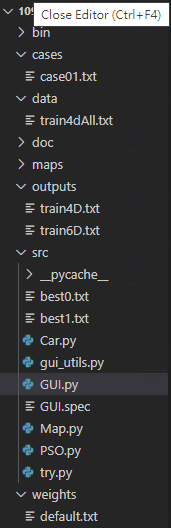 109
Close Editor (Ctrl+F4)
bin
cases
case01.txt
data
train4dAll.txt
doc
maps
outputs
train4D.txt
train6D.txt
src
__pycache__
best0.txt
best1.txt
Car.py
gui_utils.py
GUI.py
GUI.spec
Map.py
PSO.py
try.py
weights
default.txt